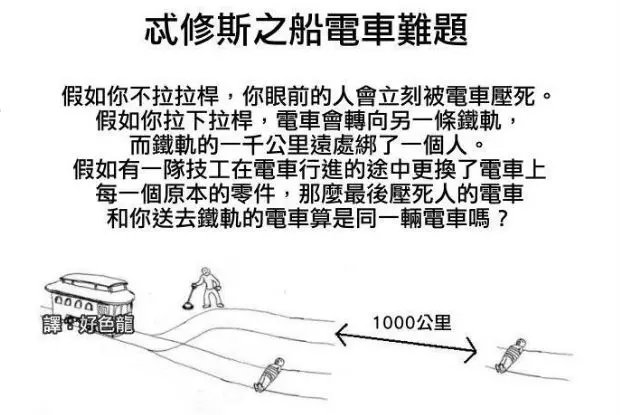 忒修斯之船電車難題
假如你不拉拉桿，你眼前的人會立刻被電車壓死。
假如你拉下拉桿，電車會轉向另一條鐵軌，
而鐵軌的一千公里遠處綁了一個人。
假如有一隊技工在電車行進的途中更換了電車上
每一個原本的零件，那麼最後壓死人的電車
和你送去鐵軌的電車算是同一輛電車嗎？
1000公里
譯：好色龍